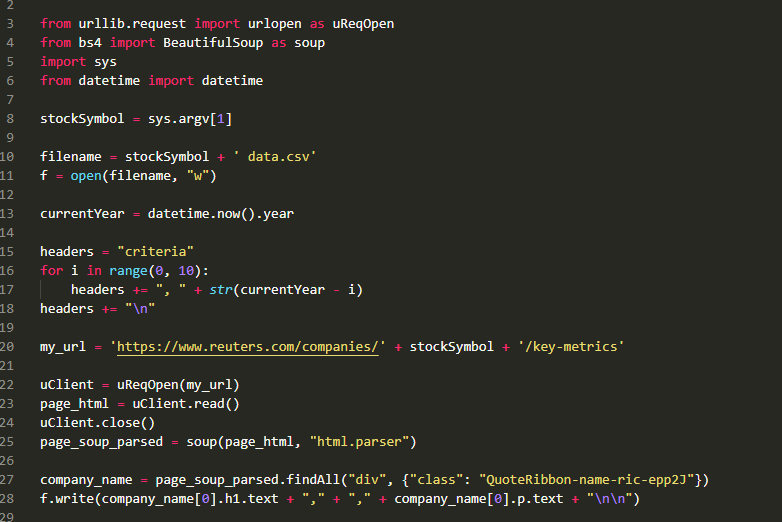 2
3 from urllib.request import urlopen as uReqOpen
4 from bs4 import BeautifulSoup as soup
5 import sys
6 from datetime import datetime
7
8 stockSymbol = sys.argv[1]
9
10 filename = stockSymbol + ' data.csv'
11 f = open(filename, "w")
12
13 currentYear = datetime.now().year
14
15 headers = "criteria"
16 for i in range(0, 10):
17     headers += ", " + str(currentYear - i)
18 headers += "\n"
19
20 my_url = 'https://www.reuters.com/companies/' + stockSymbol + '/key-metrics'
21
22 uClient = uReqOpen(my_url)
23 page_html = uClient.read()
24 uClient.close()
25 page_soup_parsed = soup(page_html, "html.parser")
26
27 company_name = page_soup_parsed.findAll("div", {"class": "QuoteRibbon-name-ric-epp2J"})
28 f.write(company_name[0].h1.text + "," + "," + company_name[0].p.text + "\n\n")
29